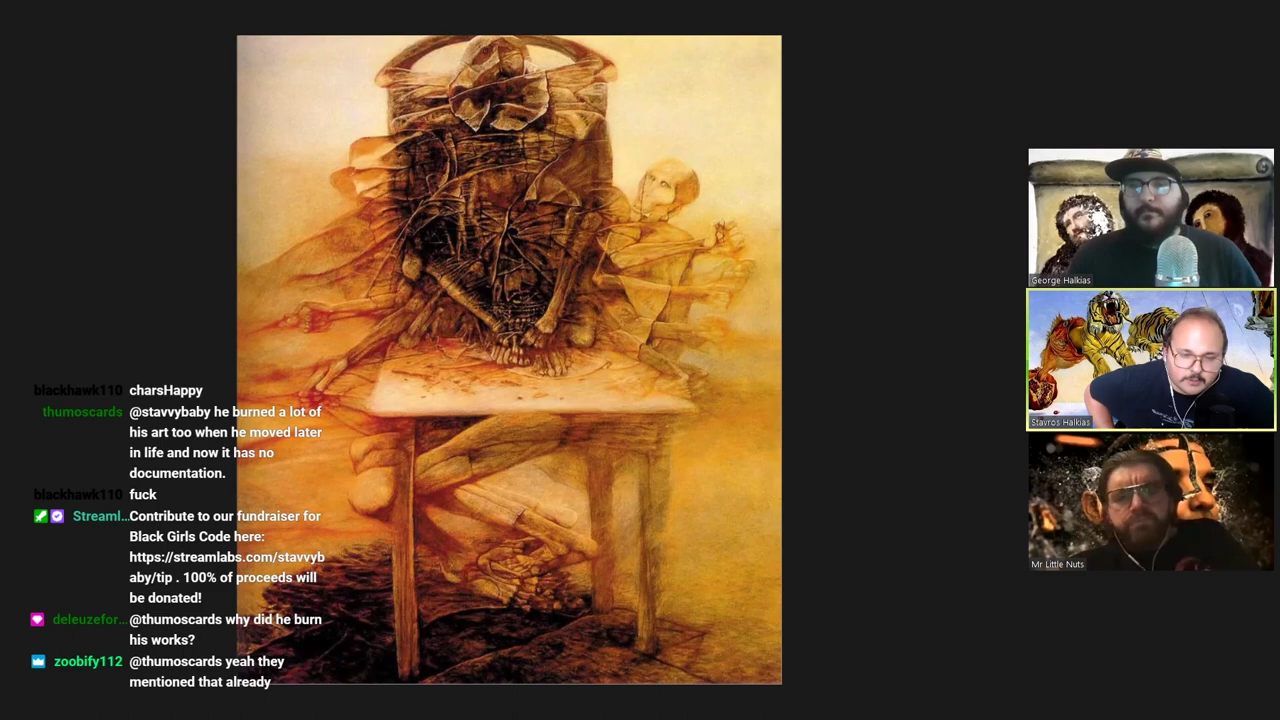 blackhawk110 charsHappy
thumoscards @stavvybaby he burned a lot of
his art too when he moved later
in life and now it has no
documentation.
blackhawk110 fuck
Streaml... Contribute to our fundraiser for
Black Girls Code here:
https://streamlabs.com/stavvyb
aby/tip . 100% of proceeds will
be donated!
deleuzefor... @thumoscards why did he burn
his works?
zoobify112 @thumoscards yeah they
mentioned that already
George Halkias
Stavros Halkias
Mr Little Nuts